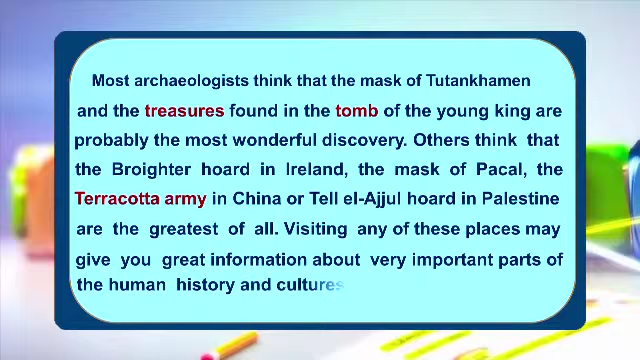 Most archaeologists think that the mask of Tutankhamen
and the treasures found in the tomb of the young king are
probably the most wonderful discovery. Others think that
the Broighter hoard in Ireland, the mask of Pacal, the
Terracotta army in China or Tell el-Ajjul hoard in Palestine
are the greatest of all. Visiting any of these places may
give you great information about very important parts of
the human history and cultures